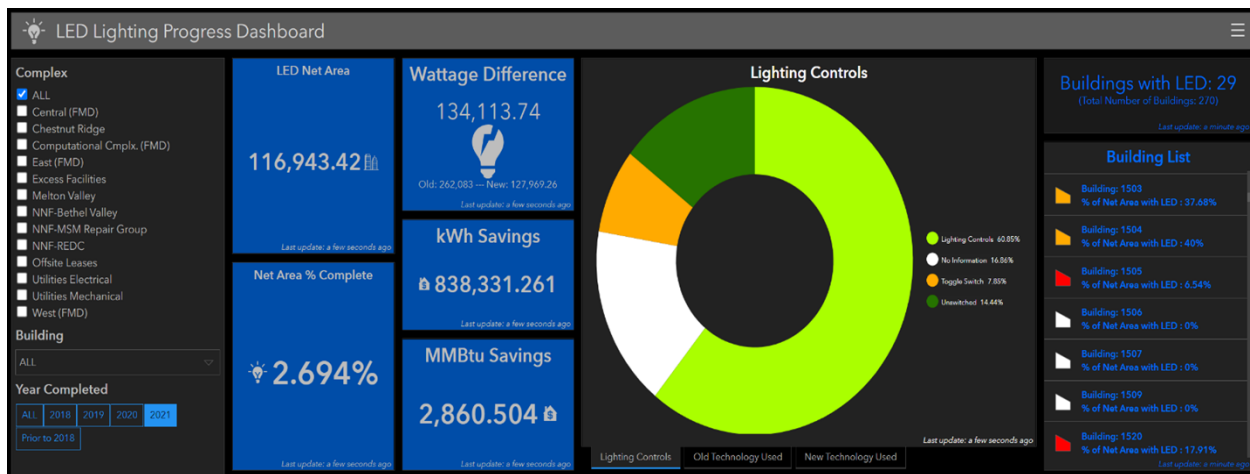 LED Lighting Progress Dashboard
Complex
ALL
Central (FMD)
Chestnut Ridge
Computational Cmplx. (FMD)
East (FMD)
Excess Facilities
Melton Valley
NNF-Bethel Valley
NNF-MSM Repair Group
NNF-REDC
Offsite Leases
Utilities Electrical
Utilities Mechanical
West (FMD)
Building
ALL
Year Completed
ALL 2018 2019 2020 2021
Prior to 2018
LED Net Area
116,943.42
Last update: a few seconds ago
Net Area % Complete
2.694%
Last update: a few seconds ago
Wattage Difference
134,113.74
Old: 262,083 --- New: 127,969.26
Last update: a few seconds ago
kWh Savings
838,331.261
Last update: a few seconds ago
MMBtu Savings
2,860.504
Last update: a few seconds ago
Lighting Controls
Lighting Controls 60.85%
No Information 16.86%
Toggle Switch 7.85%
Unswitched 14.44%
Last update: a few seconds ago
Lighting Controls Old Technology Used New Technology Used
Buildings with LED: 29
(Total Number of Buildings: 270)
Last update: a minute ago
Building List
Building: 1503
% of Net Area with LED : 37.68%
Building: 1504
% of Net Area with LED : 40%
Building: 1505
% of Net Area with LED : 6.54%
Building: 1506
% of Net Area with LED : 0%
Building: 1507
% of Net Area with LED : 0%
Building: 1509
% of Net Area with LED : 0%
Building: 1520
% of Net Area with LED : 17.91%
Last update: a minute ago